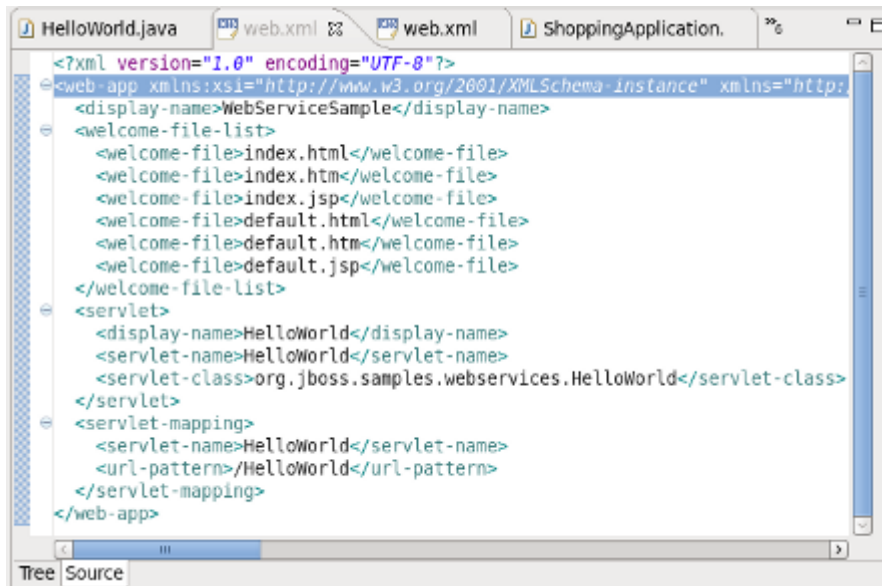 HelloWorld.java web.xml web.xml ShoppingApplication. »6
<?xml version="1.0" encoding="UTF-8"?>
<web-app xmlns:xsi="http://www.w3.org/2001/XMLSchema-instance" xmlns="http:/
<display-name>WebServiceSample</display-name>
<welcome-file-list>
<welcome-file>index.html</welcome-file>
<welcome-file>index.htm</welcome-file>
<welcome-file>index.jsp</welcome-file>
<welcome-file>default.html</welcome-file>
<welcome-file>default.htm</welcome-file>
<welcome-file>default.jsp</welcome-file>
</welcome-file-list>
<servlet>
<display-name>HelloWorld</display-name>
<servlet-name>HelloWorld</servlet-name>
<servlet-class>org.jboss.samples.webservices.HelloWorld</servlet-class>
</servlet>
<servlet-mapping>
<servlet-name>HelloWorld</servlet-name>
<url-pattern>/HelloWorld</url-pattern>
</servlet-mapping>
</web-app>
Tree Source